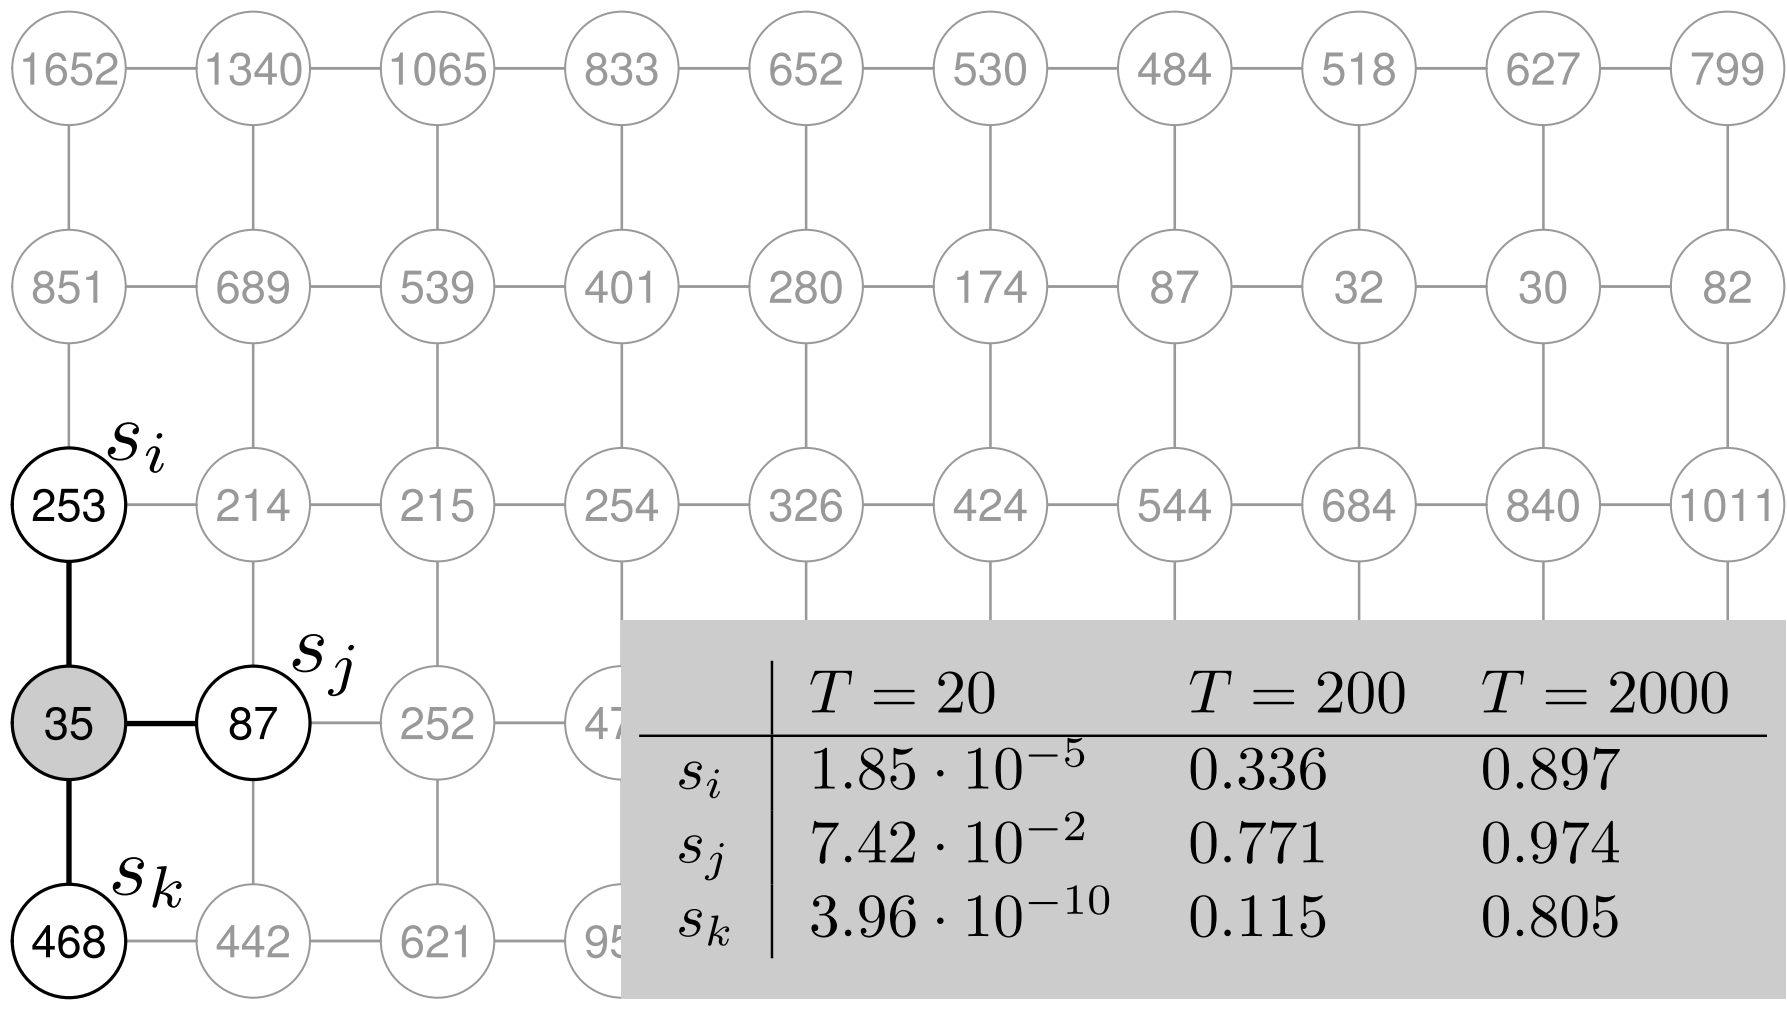 1652 1340 1065 833 652 530 484 518 627 799
851 689 539 401 280 174 87 32 30 82
s_i
253 214 215 254 326 424 544 684 840 1011
s_j
35 87 252 47
s_k
468 442 621 95
T = 20 T = 200 T = 2000
s_i 1.85 · 10^{-5} 0.336 0.897
s_j 7.42 · 10^{-2} 0.771 0.974
s_k 3.96 · 10^{-10} 0.115 0.805